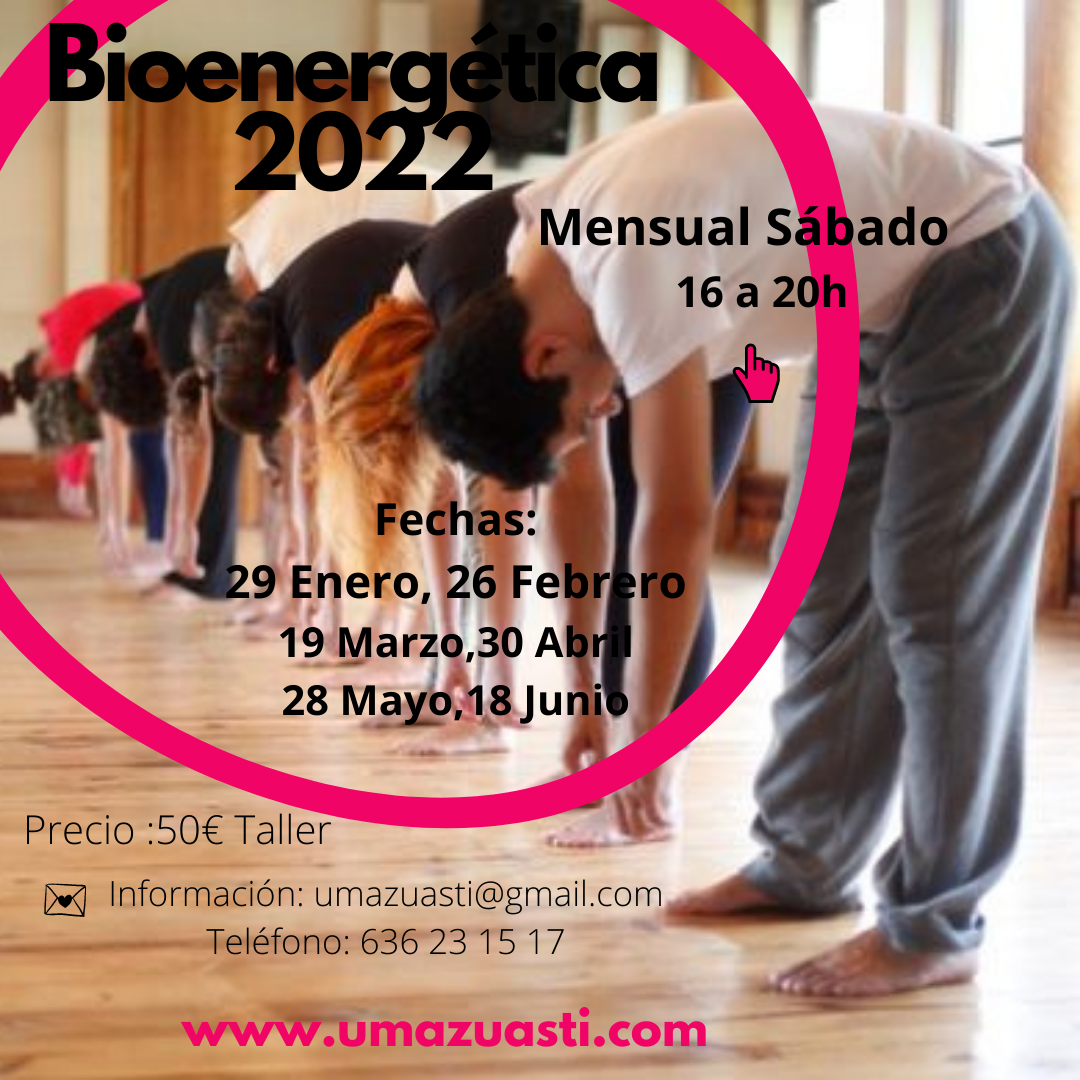 Bioenergética
2022
Mensual Sábado
16 a 20h
Fechas:
29 Enero, 26 Febrero
19 Marzo,30 Abril
28 Mayo,18 Junio
Precio :50€ Taller
Información: umazuasti@gmail.com
Teléfono: 636 23 15 17
www.umazuasti.com